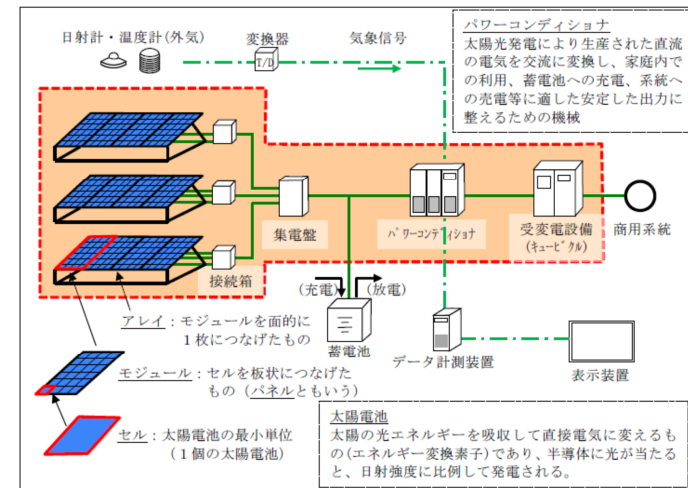 日射計・温度計(外気)
変換器
T/D
気象信号
パワーコンディショナ
太陽光発電により生産された直流
の電気を交流に変換し、家庭内で
の利用、蓄電池への充電、系統へ
の売電等に適した安定した出力に
整えるための機械
集電盤
パワーコンディショナ
受変電設備
(キュービクル)
商用系統
接続箱
(充電)
(放電)
蓄電池
データ計測装置
表示装置
アレイ:モジュールを面的に
1枚につなげたもの
モジュール:セルを板状につなげた
もの(パネルともいう)
セル:太陽電池の最小単位
(1個の太陽電池)
太陽電池
太陽の光エネルギーを吸収して直接電気に変えるも
の(エネルギー変換素子)であり、半導体に光が当たる
と、日射強度に比例して発電される。